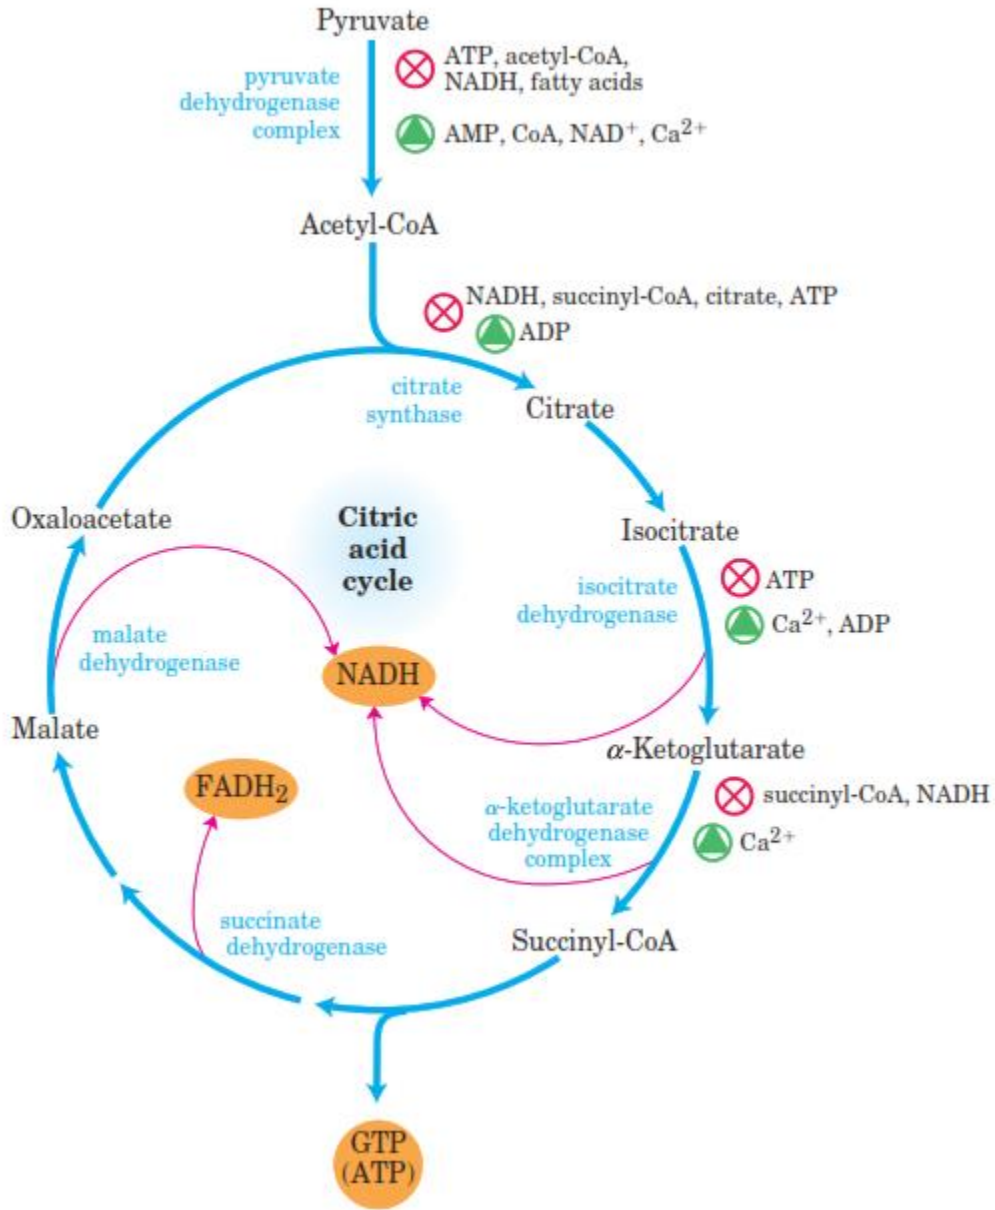 Pyruvate
ATP, acetyl-CoA,
NADH, fatty acids
pyruvate
dehydrogenase
complex
AMP, CoA, NAD⁺, Ca²⁺
Acetyl-CoA
NADH, succinyl-CoA, citrate, ATP
ADP
citrate
synthase
Citrate
Oxaloacetate
Citric
acid
cycle
Isocitrate
isocitrate
dehydrogenase
ATP
Ca²⁺, ADP
malate
dehydrogenase
NADH
Malate
α-Ketoglutarate
FADH₂
succinyl-CoA, NADH
α-ketoglutarate
dehydrogenase
complex
Ca²⁺
succinate
dehydrogenase
Succinyl-CoA
GTP
(ATP)